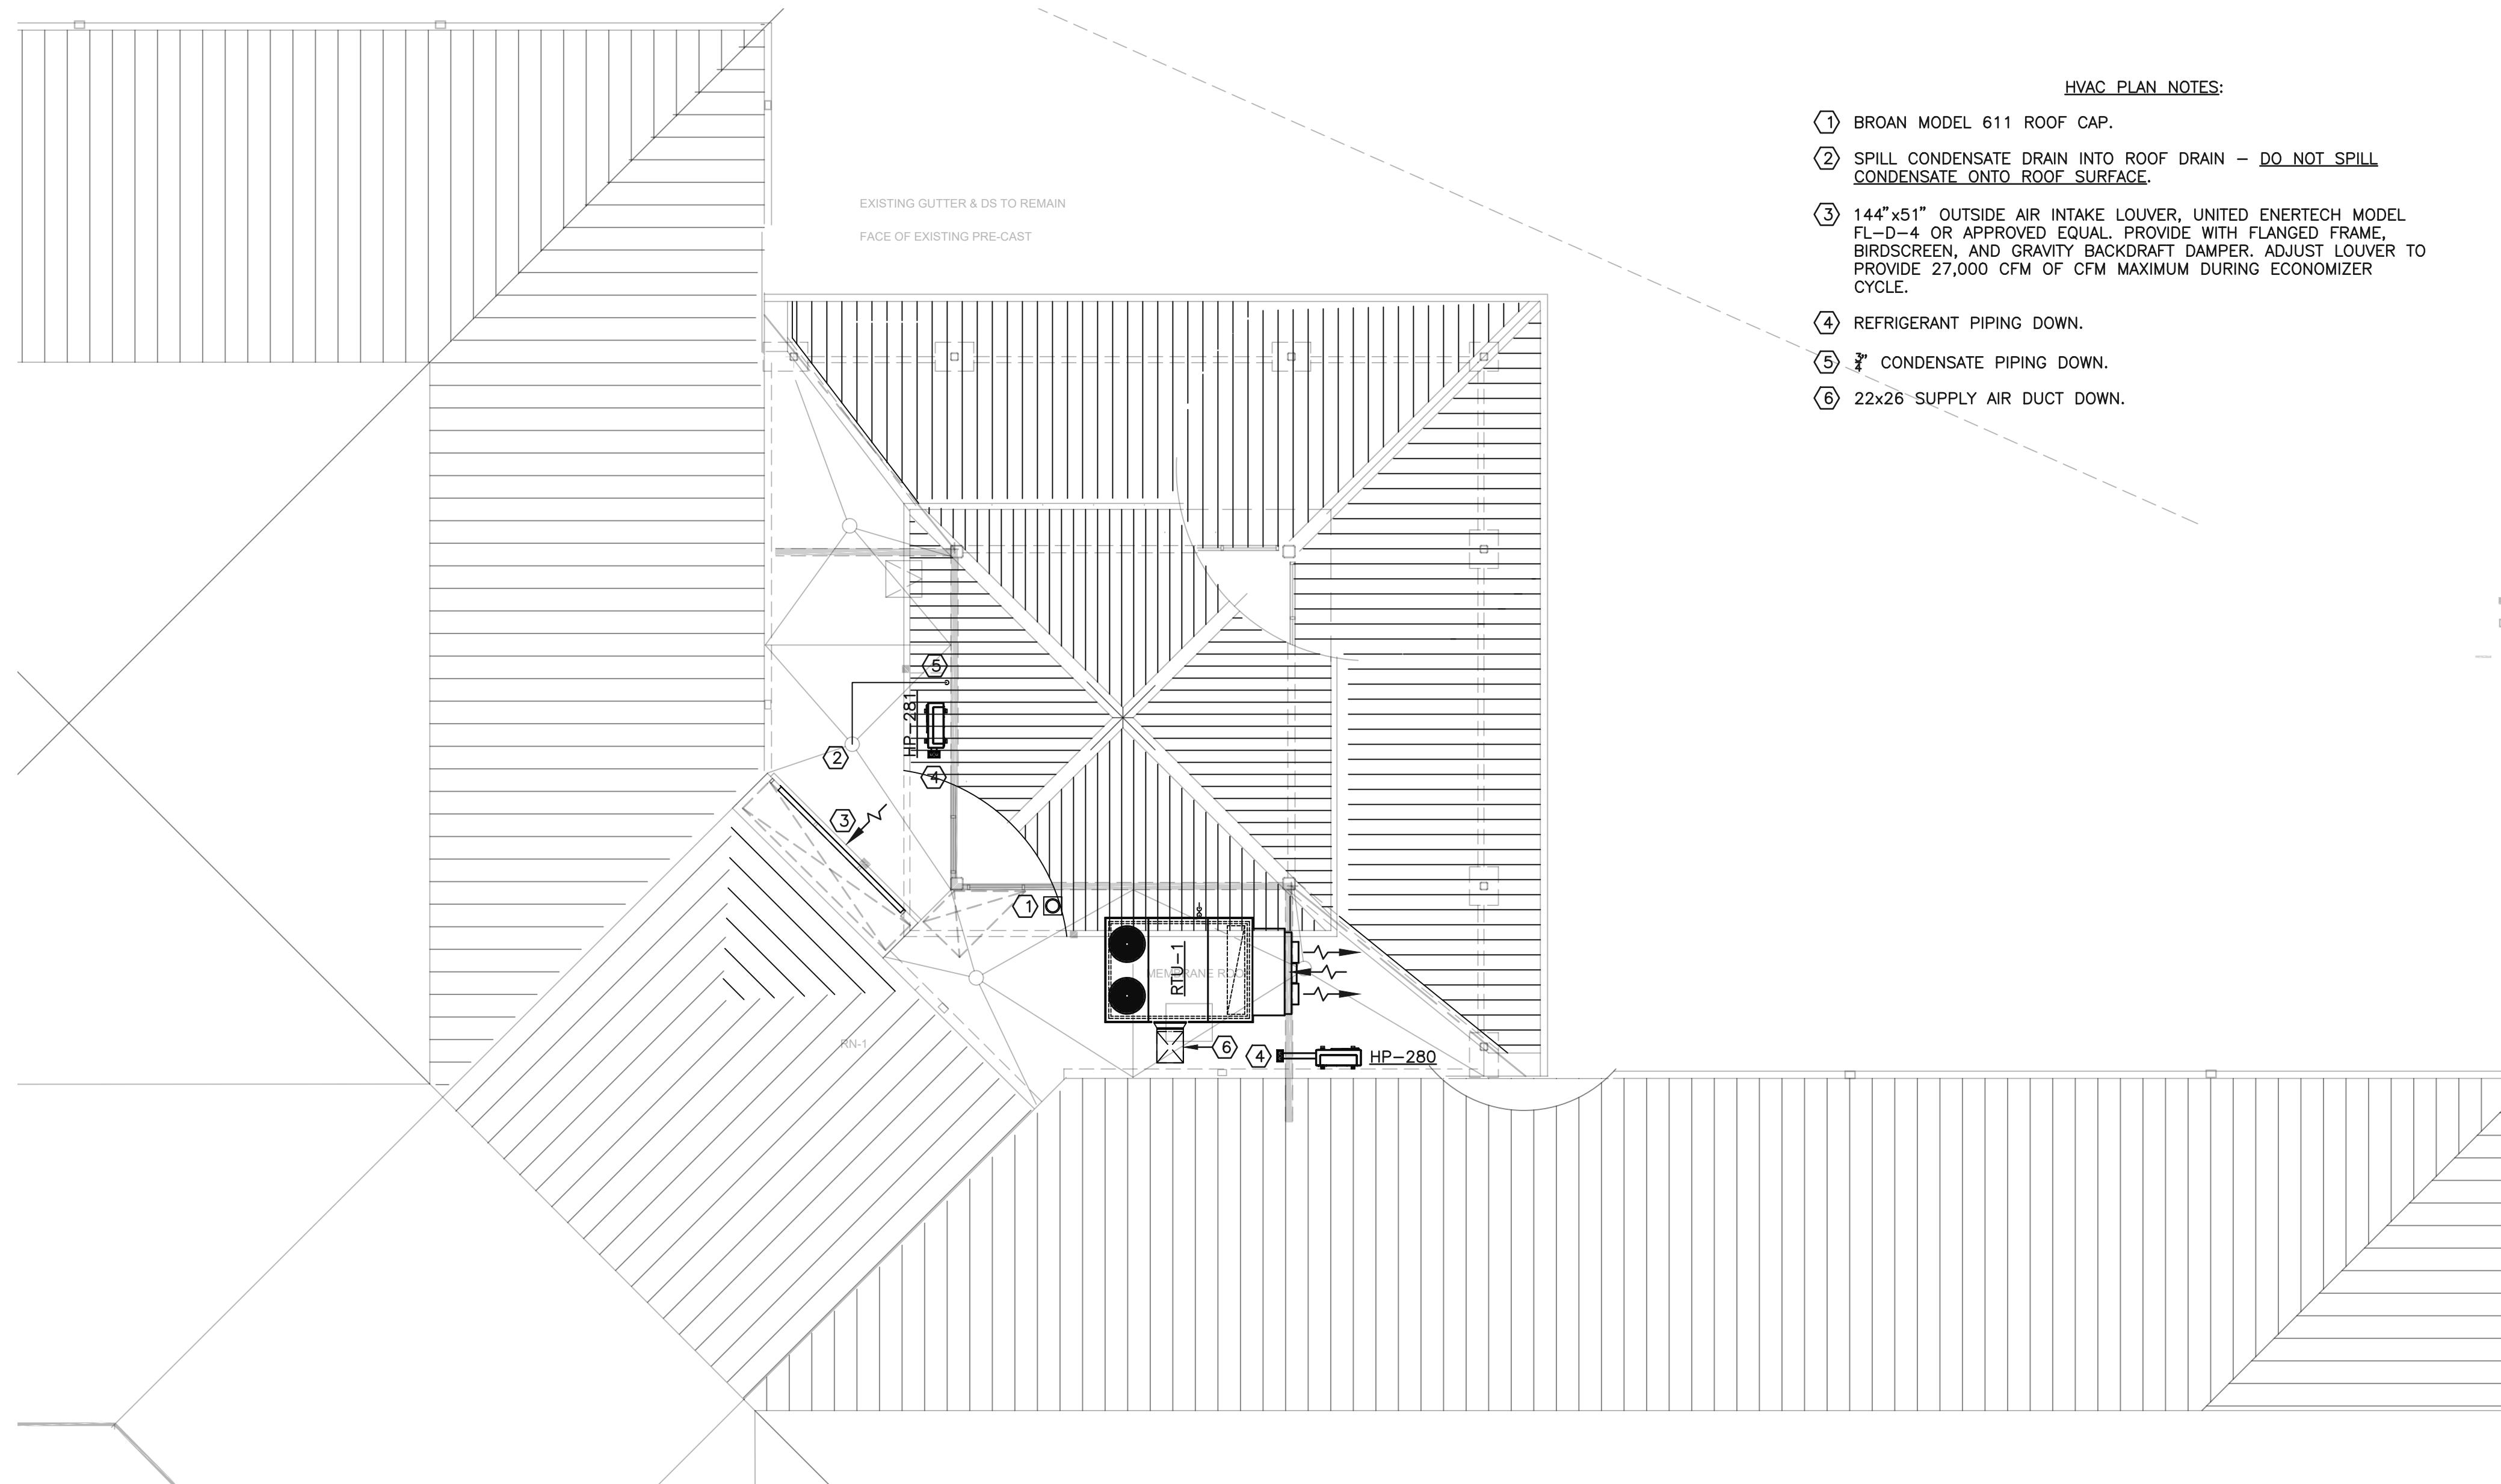 HVAC PLAN NOTES:
1 BROAN MODEL 611 ROOF CAP.
2 SPILL CONDENSATE DRAIN INTO ROOF DRAIN – DO NOT SPILL
CONDENSATE ONTO ROOF SURFACE.
3 144"x51" OUTSIDE AIR INTAKE LOUVER, UNITED ENERTECH MODEL
FL-D-4 OR APPROVED EQUAL. PROVIDE WITH FLANGED FRAME,
BIRDSCREEN, AND GRAVITY BACKDRAFT DAMPER. ADJUST LOUVER TO
PROVIDE 27,000 CFM OF CFM MAXIMUM DURING ECONOMIZER
CYCLE.
4 REFRIGERANT PIPING DOWN.
5 3/4" CONDENSATE PIPING DOWN.
6 22x26 SUPPLY AIR DUCT DOWN.
EXISTING GUTTER & DS TO REMAIN
FACE OF EXISTING PRE-CAST
5
HP-281
2
4
3
1
RTU-1
MEMBRANE ROOF
RN-1
6
4
HP-280